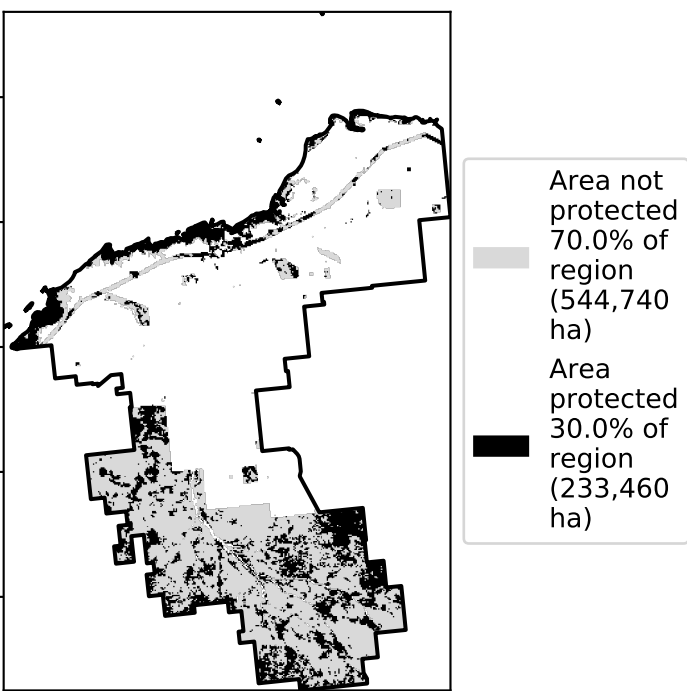 Area not
protected
70.0% of
region
(544,740
ha)
Area
protected
30.0% of
region
(233,460
ha)